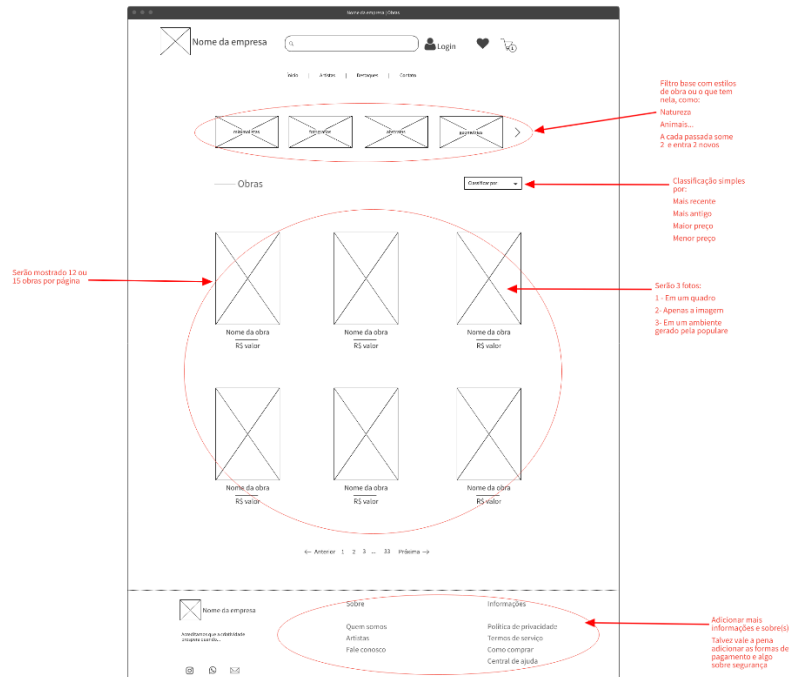 Nome da empresa | Obras
Nome da empresa
Login
1
Início | Artistas | Destaques | Contato
Filtro base com estilos
de obra ou o que tem
nela, como:
Natureza
Animais...
A cada passada some
2 e entra 2 novos
Obras
Classificar por
Classificação simples
por:
Mais recente
Mais antigo
Maior preço
Menor preço
Serão mostrado 12 ou
15 obras por página
Serão 3 fotos:
1 - Em um quadro
2- Apenas a imagem
3- Em um ambiente
gerado pela populare
Nome da obra
R$ valor
Nome da obra
R$ valor
Nome da obra
R$ valor
Nome da obra
R$ valor
Nome da obra
R$ valor
Nome da obra
R$ valor
← Anterior 1 2 3 ... 33 Próxima →
Nome da empresa
Acreditamos que a criatividade
Sobre
Quem somos
Artistas
Fale conosco
Informações
Política de privacidade
Termos de serviço
Como comprar
Central de ajuda
Adicionar mais
informações e sobre(s)
Talvez vale a pena
adicionar as formas de
pagamento e algo
sobre segurança